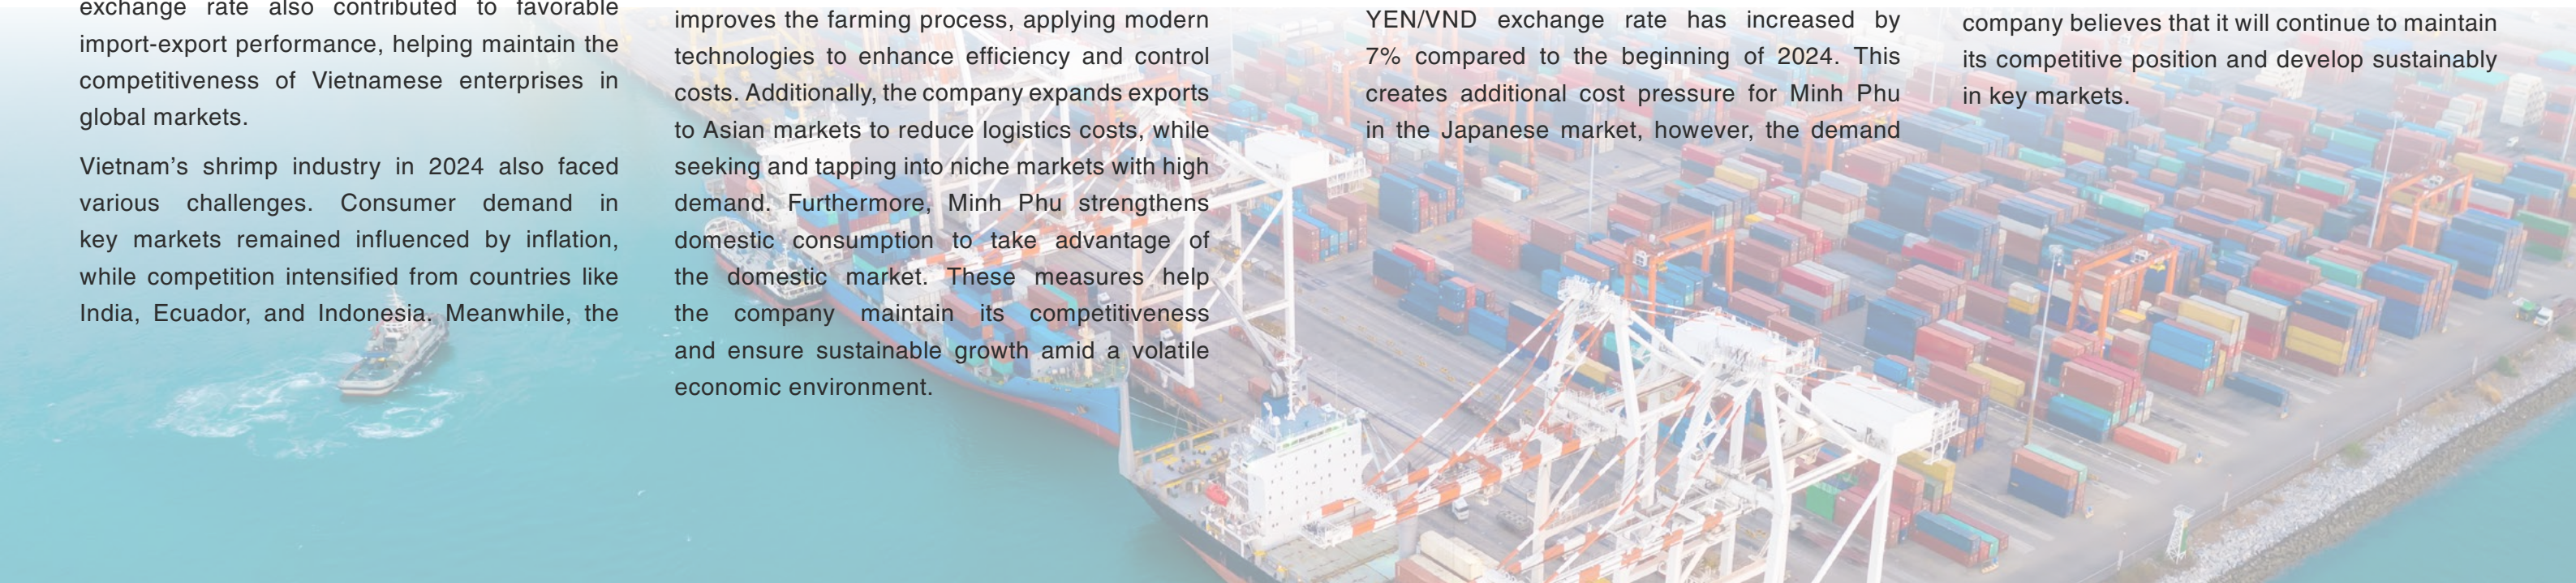 exchange rate also contributed to favorable
import-export performance, helping maintain the
competitiveness of Vietnamese enterprises in
global markets.
Vietnam’s shrimp industry in 2024 also faced
various challenges. Consumer demand in
key markets remained influenced by inflation,
while competition intensified from countries like
India, Ecuador, and Indonesia. Meanwhile, the
improves the farming process, applying modern
technologies to enhance efficiency and control
costs. Additionally, the company expands exports
to Asian markets to reduce logistics costs, while
seeking and tapping into niche markets with high
demand. Furthermore, Minh Phu strengthens
domestic consumption to take advantage of
the domestic market. These measures help
the company maintain its competitiveness
and ensure sustainable growth amid a volatile
economic environment.
YEN/VND exchange rate has increased by
7% compared to the beginning of 2024. This
creates additional cost pressure for Minh Phu
in the Japanese market, however, the demand
company believes that it will continue to maintain
its competitive position and develop sustainably
in key markets.